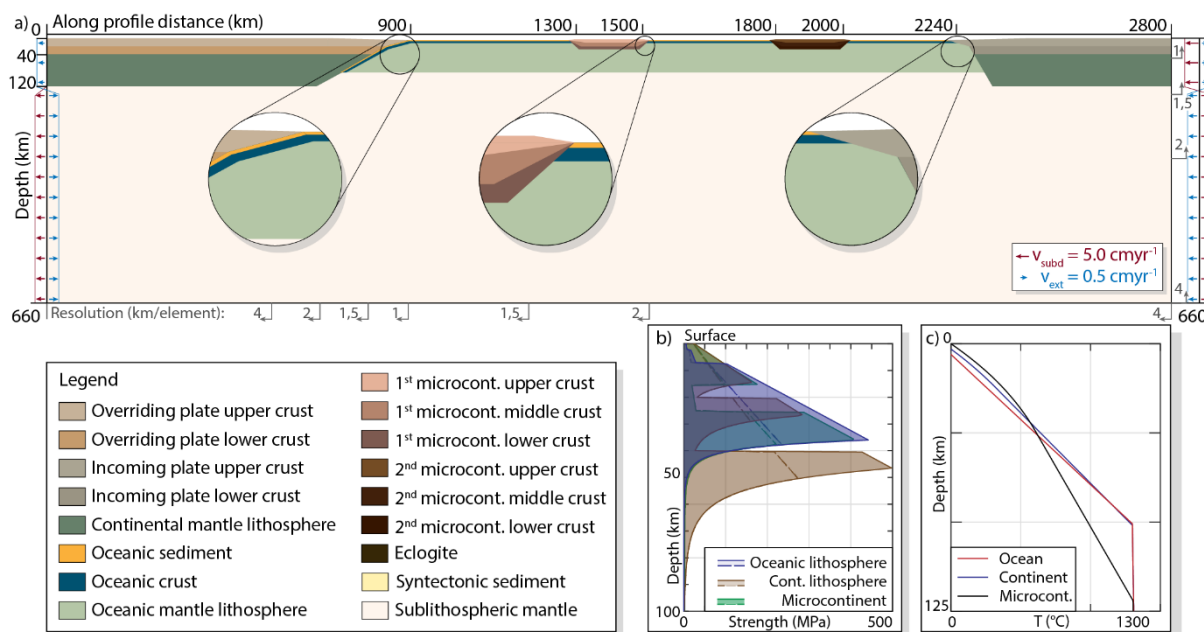 a) 0 Along profile distance (km) 900 1300 1500 1800 2000 2240 2800
0
40
120
Depth (km)
660
1
1,5
2
4
660
v_subd = 5.0 cmyr⁻¹
v_ext = 0.5 cmyr⁻¹
Resolution (km/element): 4 2 1,5 1 1,5 2 4
Legend
Overriding plate upper crust
Overriding plate lower crust
Incoming plate upper crust
Incoming plate lower crust
Continental mantle lithosphere
Oceanic sediment
Oceanic crust
Oceanic mantle lithosphere
1st microcont. upper crust
1st microcont. middle crust
1st microcont. lower crust
2nd microcont. upper crust
2nd microcont. middle crust
2nd microcont. lower crust
Eclogite
Syntectonic sediment
Sublithospheric mantle
b) Surface
50
Depth (km)
100
Oceanic lithosphere
Cont. lithosphere
Microcontinent
0 Strength (MPa) 500
c) 0
Depth (km)
125
Ocean
Continent
Microcont.
0 T (°C) 1300